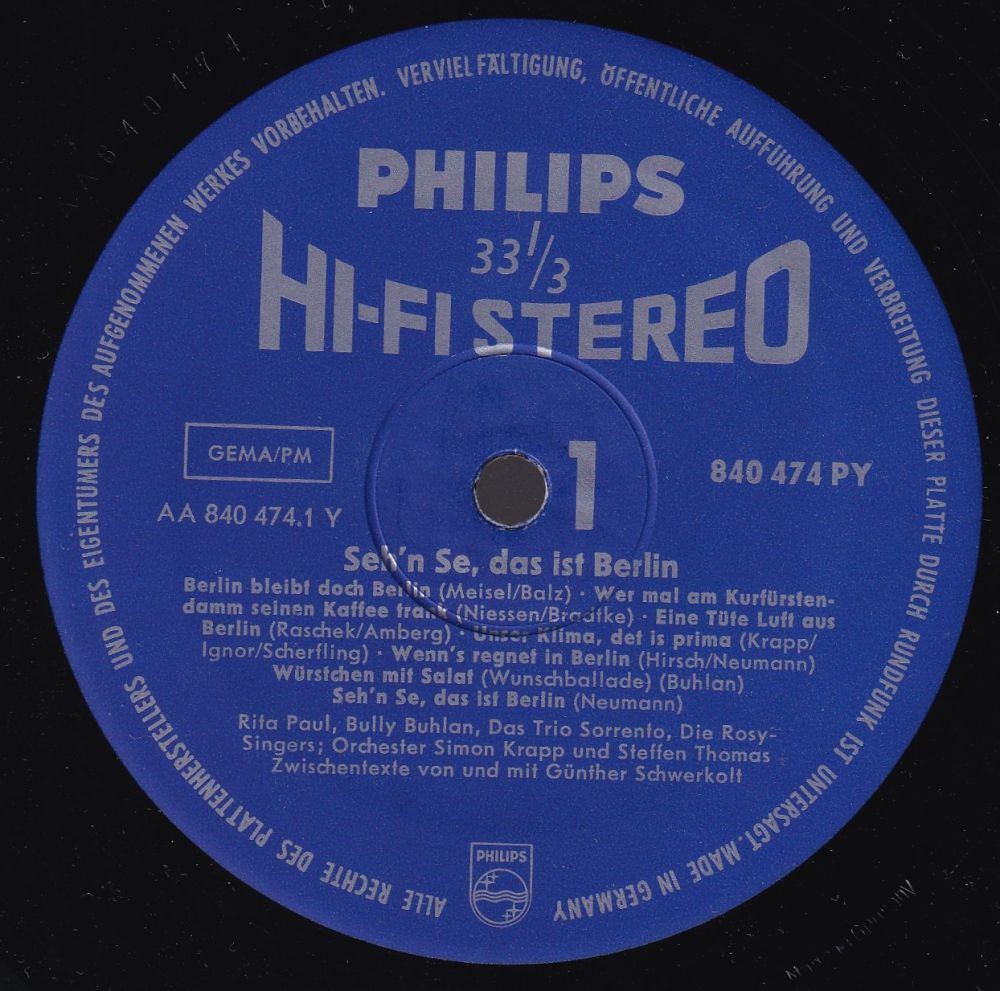 ALLE RECHTE DES PLATTENHERSTELLERS UND DES EIGENTÜMERS DES AUFGENOMMENEN WERKES VORBEHALTEN. VERVIELFÄLTIGUNG, ÖFFENTLICHE AUFFÜHRUNG UND VERBREITUNG DIESER PLATTE DURCH RUNDFUNK IST UNTERSAGT. MADE IN GERMANY
PHILIPS
33 1/3
HI-FI STEREO
GEMA/PM
1
840 474 PY
AA 840 474.1 Y
Seh'n Se, das ist Berlin
Berlin bleibt doch Berlin (Meisel/Balz) · Wer mal am Kurfürsten-
damm seinen Kaffee trank (Niessen/Bradtke) · Eine Tüte Luft aus
Berlin (Raschek/Amberg) · Unser Klima, det is prima (Krapp/
Ignor/Scherfling) · Wenn's regnet in Berlin (Hirsch/Neumann)
Würstchen mit Salat (Wunschballade) (Buhlan)
Seh'n Se, das ist Berlin (Neumann)
Rita Paul, Bully Buhlan, Das Trio Sorrento, Die Rosy-
Singers; Orchester Simon Krapp und Steffen Thomas
Zwischentexte von und mit Günther Schwerkolt
PHILIPS